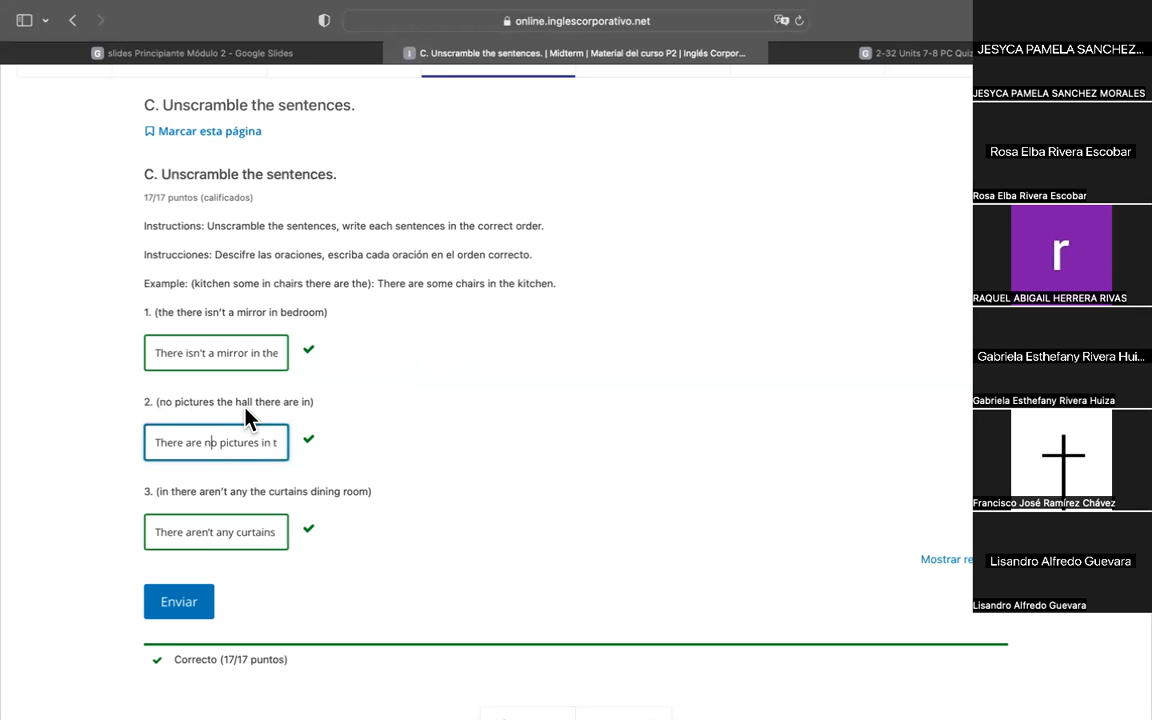 online.inglescorporativo.net
slides Principiante Módulo 2 - Google Slides
C. Unscramble the sentences. | Midterm | Material del curso P2 | Inglés Corpor...
2-32 Units 7-8 PC Quiz
C. Unscramble the sentences.
Marcar esta página
C. Unscramble the sentences.
17/17 puntos (calificados)
Instructions: Unscramble the sentences, write each sentences in the correct order.
Instrucciones: Descifre las oraciones, escriba cada oración en el orden correcto.
Example: (kitchen some in chairs there are the): There are some chairs in the kitchen.
1. (the there isn't a mirror in bedroom)
There isn't a mirror in the
2. (no pictures the hall there are in)
There are no pictures in t
3. (in there aren't any the curtains dining room)
There aren't any curtains
Mostrar re
Enviar
Correcto (17/17 puntos)
JESYCA PAMELA SANCHEZ...
JESYCA PAMELA SANCHEZ MORALES
Rosa Elba Rivera Escobar
Rosa Elba Rivera Escobar
r
RAQUEL ABIGAIL HERRERA RIVAS
Gabriela Esthefany Rivera Hui...
Gabriela Esthefany Rivera Huiza
Francisco José Ramírez Chávez
Lisandro Alfredo Guevara
Lisandro Alfredo Guevara